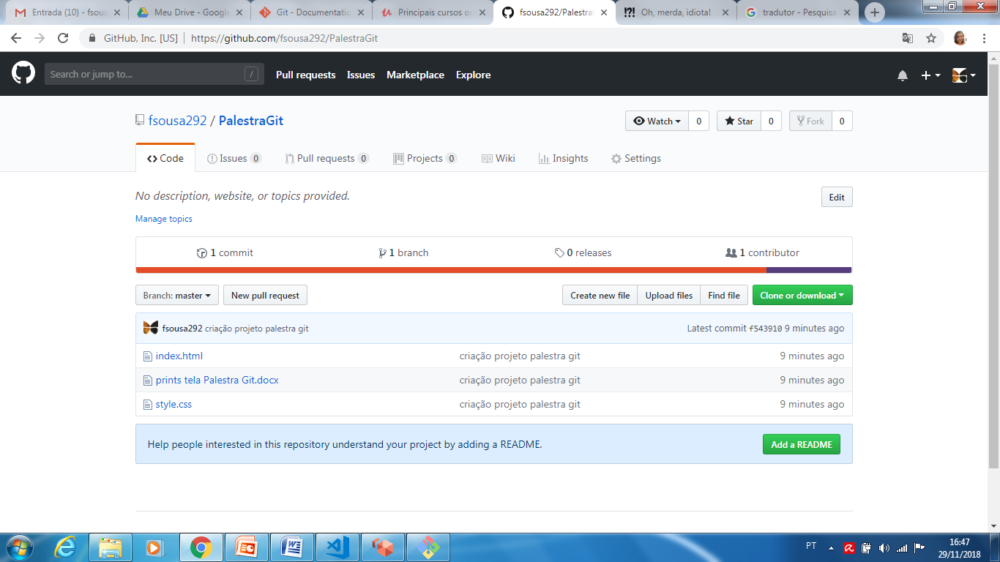 Entrada (10) - fsous
Meu Drive - Google
Git - Documentatio
Principais cursos on
fsousa292/Palestra
Oh, merda, idiota!
tradutor - Pesquisa
GitHub, Inc. [US] | https://github.com/fsousa292/PalestraGit
Search or jump to... /
Pull requests Issues Marketplace Explore
fsousa292 / PalestraGit
Watch 0 Star 0 Fork 0
Code Issues 0 Pull requests 0 Projects 0 Wiki Insights Settings
No description, website, or topics provided. Edit
Manage topics
1 commit 1 branch 0 releases 1 contributor
Branch: master New pull request Create new file Upload files Find file Clone or download
fsousa292 criação projeto palestra git Latest commit f543910 9 minutes ago
index.html criação projeto palestra git 9 minutes ago
prints tela Palestra Git.docx criação projeto palestra git 9 minutes ago
style.css criação projeto palestra git 9 minutes ago
Help people interested in this repository understand your project by adding a README. Add a README
PT 16:47
29/11/2018